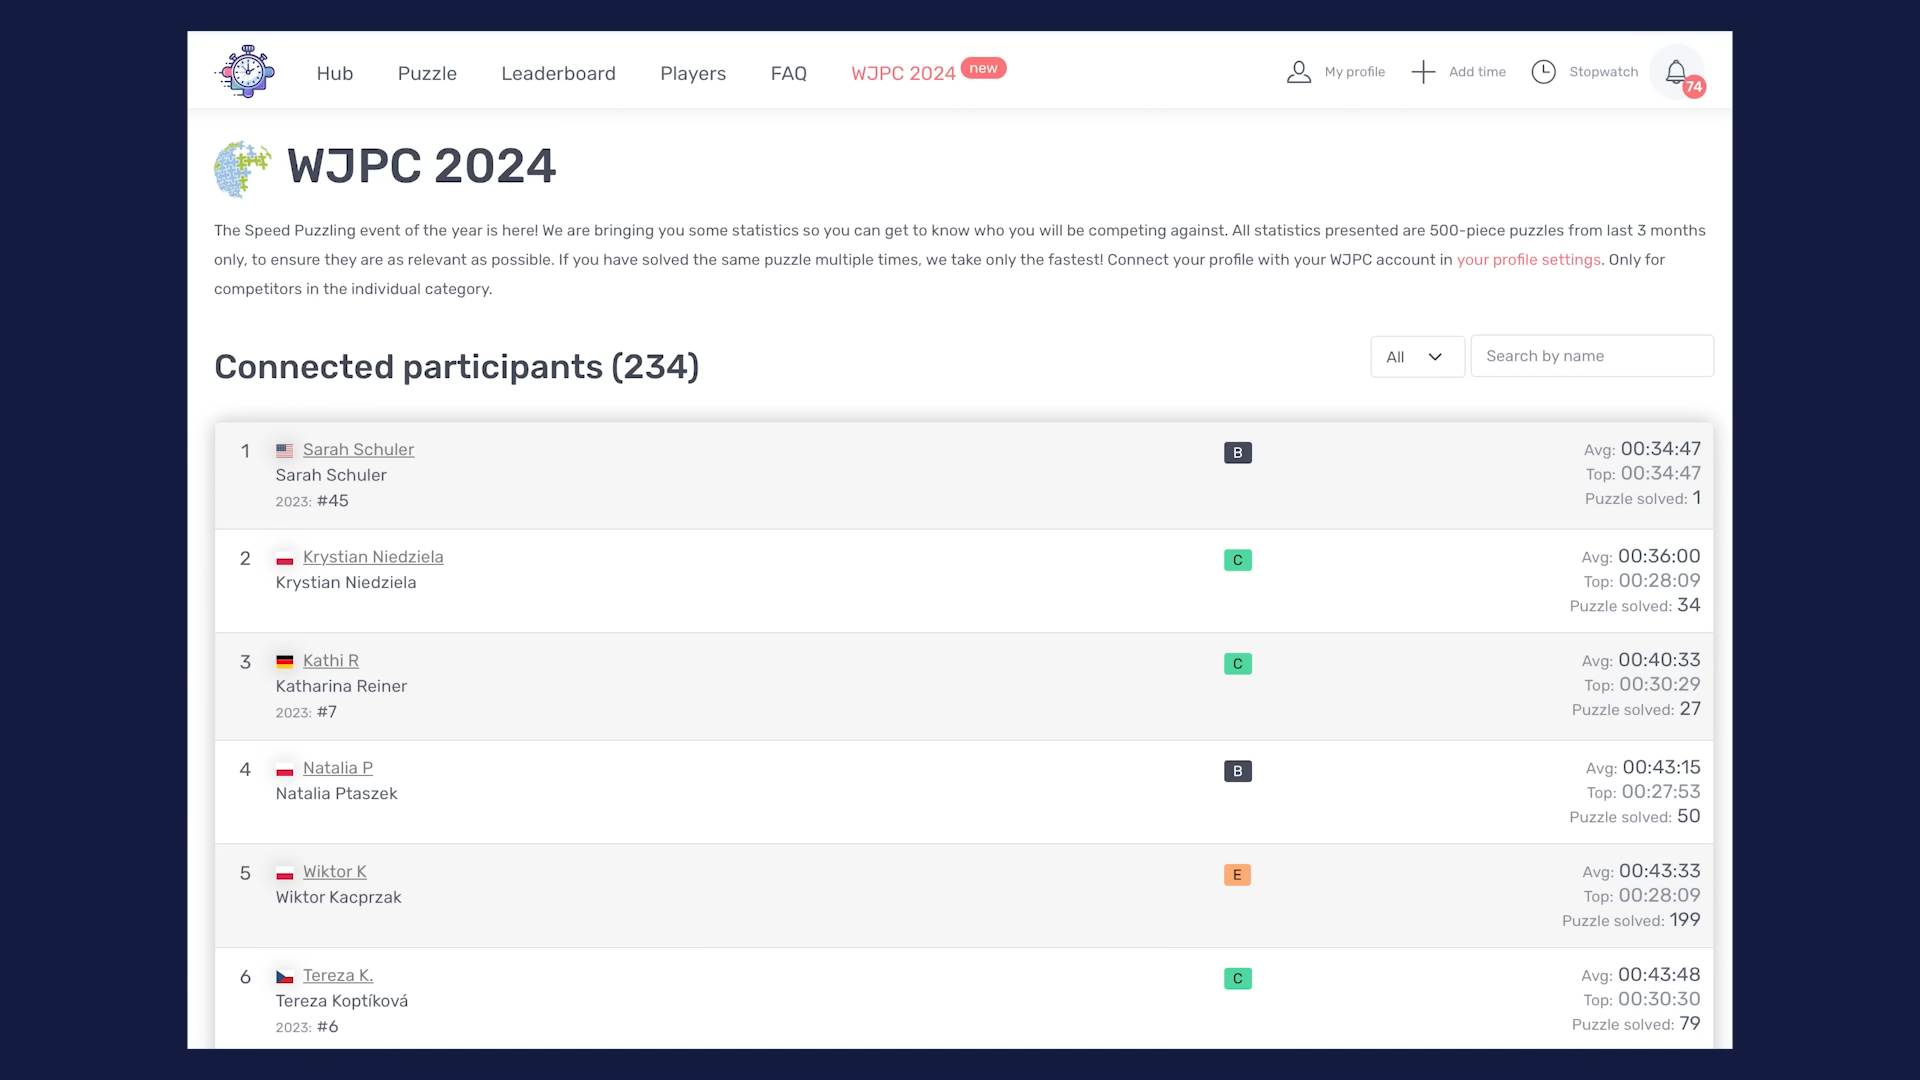 Hub Puzzle Leaderboard Players FAQ WJPC 2024 new My profile Add time Stopwatch 74
WJPC 2024
The Speed Puzzling event of the year is here! We are bringing you some statistics so you can get to know who you will be competing against. All statistics presented are 500-piece puzzles from last 3 months
only, to ensure they are as relevant as possible. If you have solved the same puzzle multiple times, we take only the fastest! Connect your profile with your WJPC account in your profile settings. Only for
competitors in the individual category.
Connected participants (234) All Search by name
1 Sarah Schuler B Avg: 00:34:47
Sarah Schuler Top: 00:34:47
2023: #45 Puzzle solved: 1
2 Krystian Niedziela C Avg: 00:36:00
Krystian Niedziela Top: 00:28:09
Puzzle solved: 34
3 Kathi R C Avg: 00:40:33
Katharina Reiner Top: 00:30:29
2023: #7 Puzzle solved: 27
4 Natalia P B Avg: 00:43:15
Natalia Ptaszek Top: 00:27:53
Puzzle solved: 50
5 Wiktor K E Avg: 00:43:33
Wiktor Kacprzak Top: 00:28:09
Puzzle solved: 199
6 Tereza K. C Avg: 00:43:48
Tereza Koptíková Top: 00:30:30
2023: #6 Puzzle solved: 79